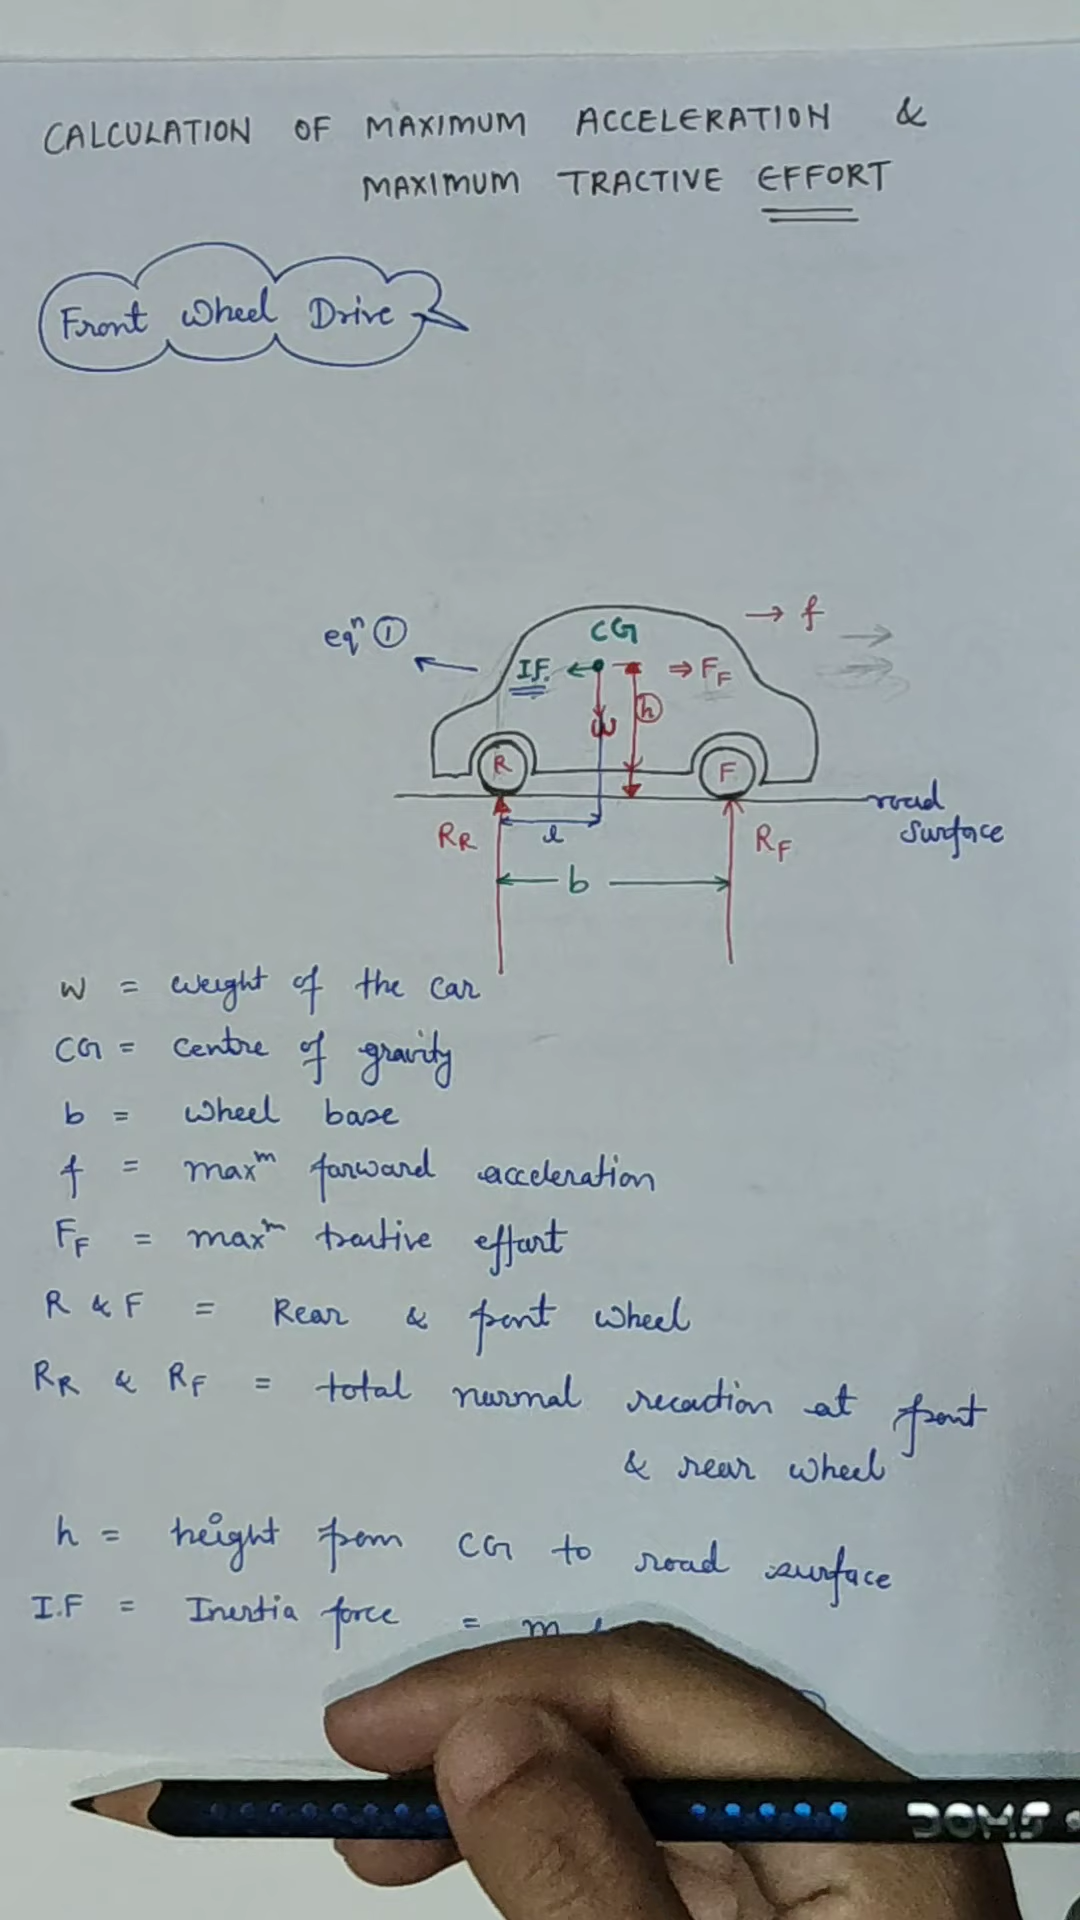 CALCULATION OF MAXIMUM ACCELERATION &
MAXIMUM TRACTIVE EFFORT
Front Wheel Drive
eqⁿ ①
CG
→ f
I.F.
⇒ F_F
h
W
R
F
road
surface
R_R
l
R_F
b
W = weight of the car
CG = centre of gravity
b = wheel base
f = maxᵐ forward acceleration
F_F = maxᵐ tractive effort
R & F = Rear & front wheel
R_R & R_F = total normal recaction at front
& rear wheel
h = height from CG to road surface
I.F = Inertia force = m
DOMS